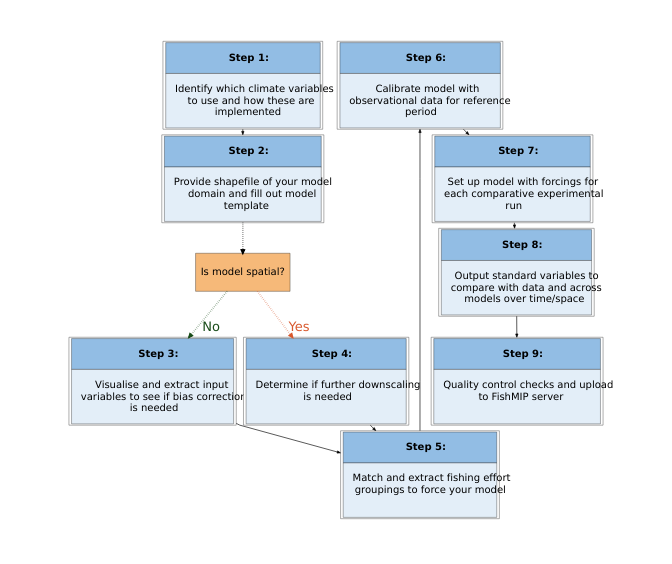 Step 1:
Identify which climate variables
to use and how these are
implemented
Step 2:
Provide shapefile of your model
domain and fill out model
template
Is model spatial?
No
Yes
Step 3:
Visualise and extract input
variables to see if bias correction
is needed
Step 4:
Determine if further downscaling
is needed
Step 5:
Match and extract fishing effort
groupings to force your model
Step 6:
Calibrate model with
observational data for reference
period
Step 7:
Set up model with forcings for
each comparative experimental
run
Step 8:
Output standard variables to
compare with data and across
models over time/space
Step 9:
Quality control checks and upload
to FishMIP server